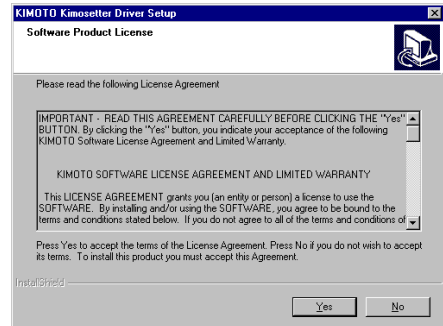 KIMOTO Kimosetter Driver Setup
Software Product License
Please read the following License Agreement
IMPORTANT - READ THIS AGREEMENT CAREFULLY BEFORE CLICKING THE "Yes"
BUTTON. By clicking the "Yes" button, you indicate your acceptance of the following
KIMOTO Software License Agreement and Limited Warranty.
KIMOTO SOFTWARE LICENSE AGREEMENT AND LIMITED WARRANTY
This LICENSE AGREEMENT grants you (an entity or person) a license to use the
SOFTWARE. By installing and/or using the SOFTWARE, you agree to be bound to the
terms and conditions stated below. If you do not agree to all of the terms and conditions of
Press Yes to accept the terms of the License Agreement. Press No if you do not wish to accept
its terms. To install this product you must accept this Agreement.
InstallShield
Yes No